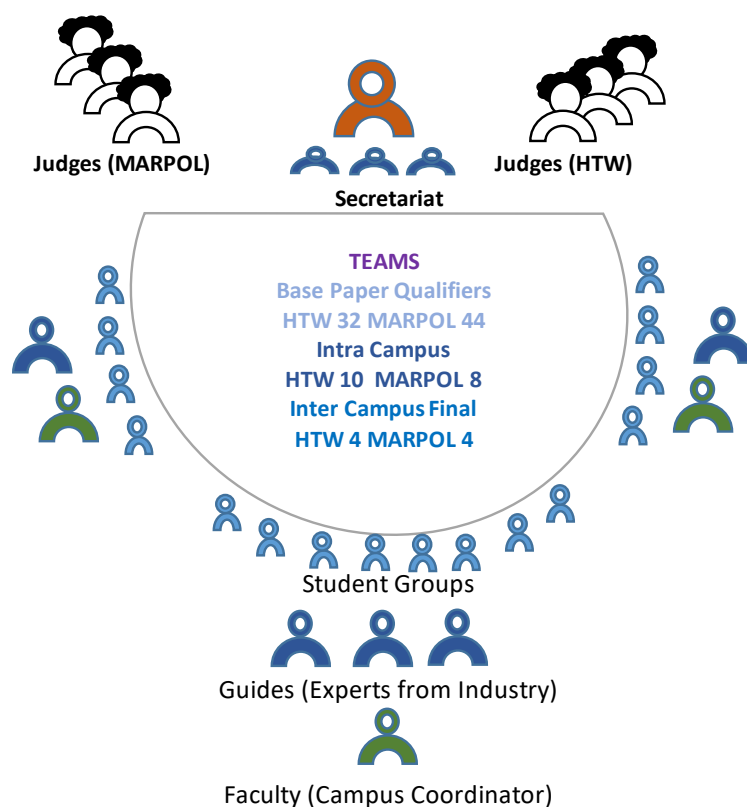 Judges (MARPOL)
Judges (HTW)
Secretariat
TEAMS
Base Paper Qualifiers
HTW 32 MARPOL 44
Intra Campus
HTW 10 MARPOL 8
Inter Campus Final
HTW 4 MARPOL 4
Student Groups
Guides (Experts from Industry)
Faculty (Campus Coordinator)